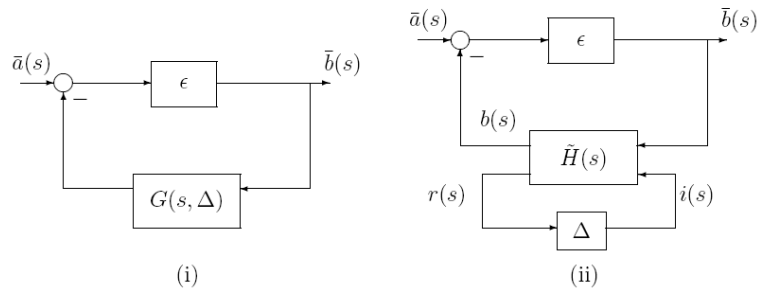 ā(s)
ϵ
b̄(s)
−
G(s, Δ)
(i)
ā(s)
ϵ
b̄(s)
−
b(s)
H̃(s)
r(s)
i(s)
Δ
(ii)